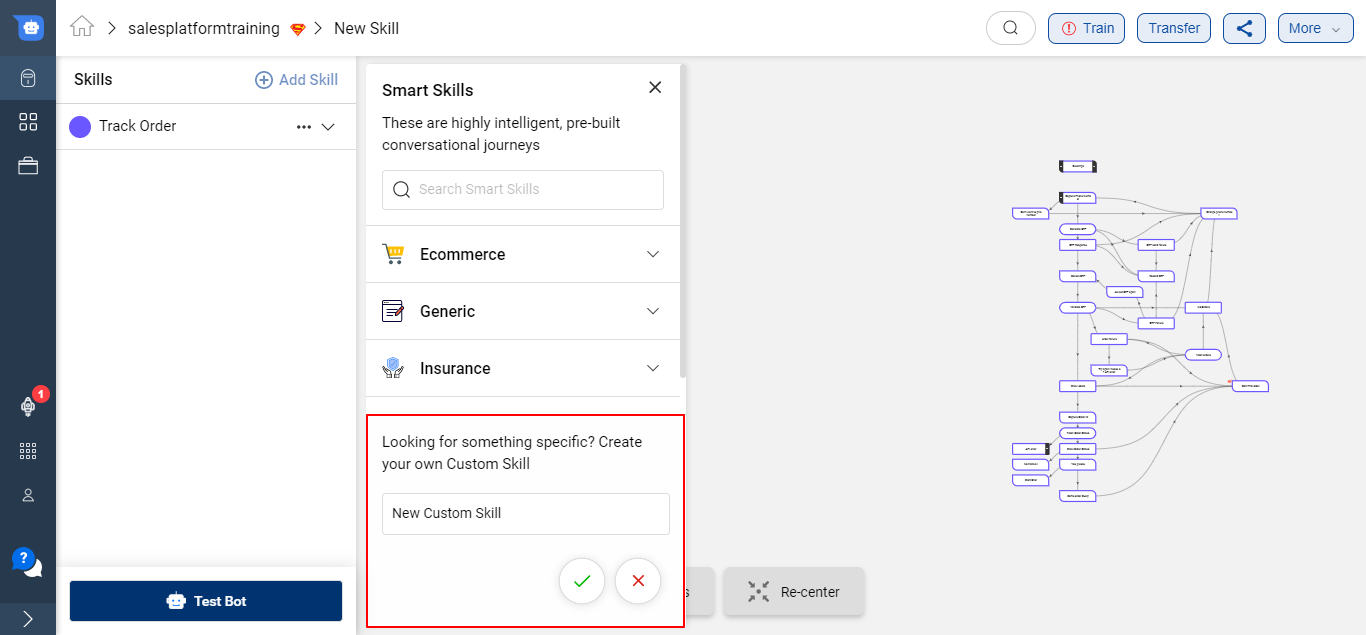 salesplatformtraining
New Skill
Train
Transfer
More
Skills
Add Skill
Track Order
Smart Skills
These are highly intelligent, pre-built
conversational journeys
Search Smart Skills
Ecommerce
Generic
Insurance
Looking for something specific? Create
your own Custom Skill
New Custom Skill
1
?
Test Bot
s
Re-center